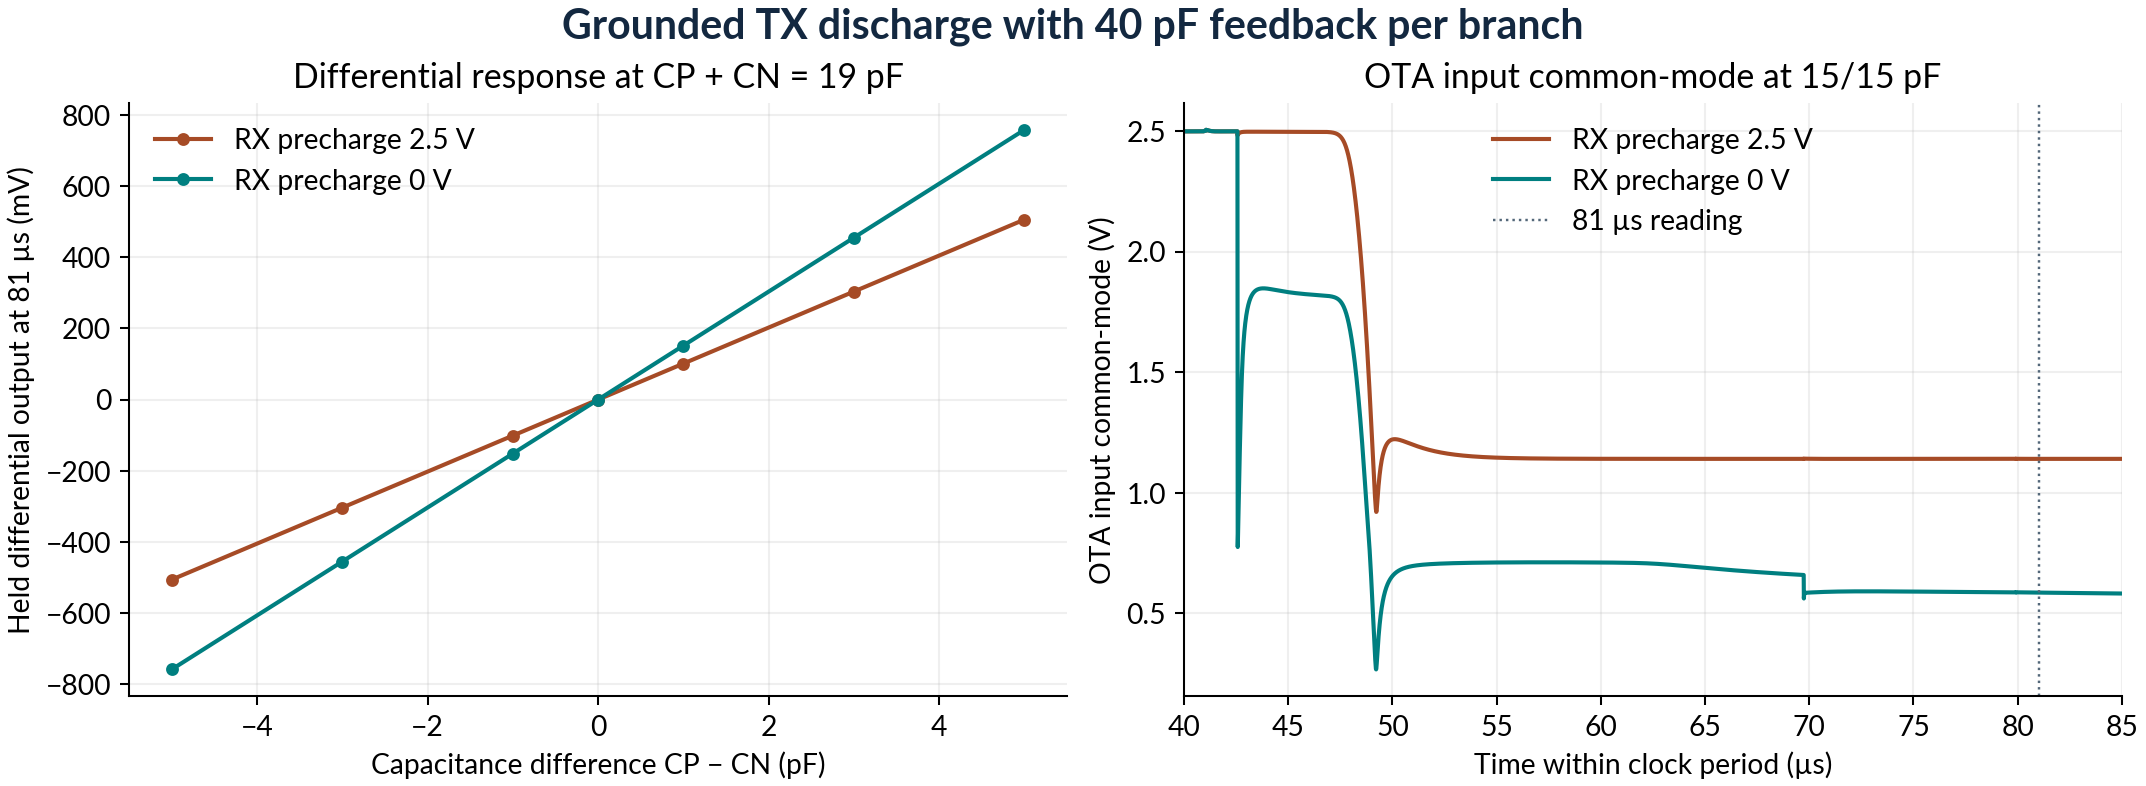 Grounded TX discharge with 40 pF feedback per branch
Differential response at CP + CN = 19 pF
800
600
400
200
0
−200
−400
−600
−800
Held differential output at 81 µs (mV)
RX precharge 2.5 V
RX precharge 0 V
−4
−2
0
2
4
Capacitance difference CP − CN (pF)
OTA input common-mode at 15/15 pF
2.5
2.0
1.5
1.0
0.5
OTA input common-mode (V)
RX precharge 2.5 V
RX precharge 0 V
81 µs reading
40
45
50
55
60
65
70
75
80
85
Time within clock period (µs)